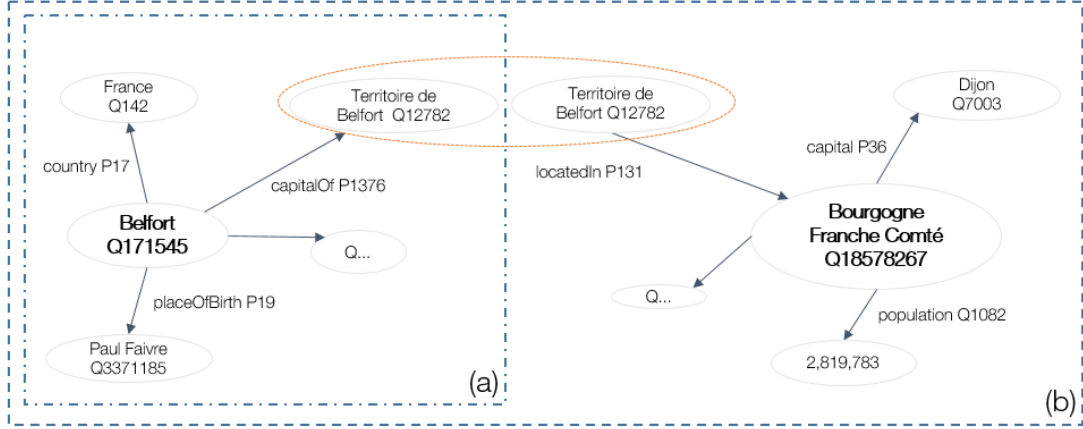 France
Q142
Territoire de
Belfort Q12782
Territoire de
Belfort Q12782
Dijon
Q7003
country P17
capitalOf P1376
locatedIn P131
capital P36
Belfort
Q171545
Q...
Bourgogne
Franche Comté
Q18578267
Q...
placeOfBirth P19
population Q1082
Paul Faivre
Q3371185
2,819,783
(a)
(b)